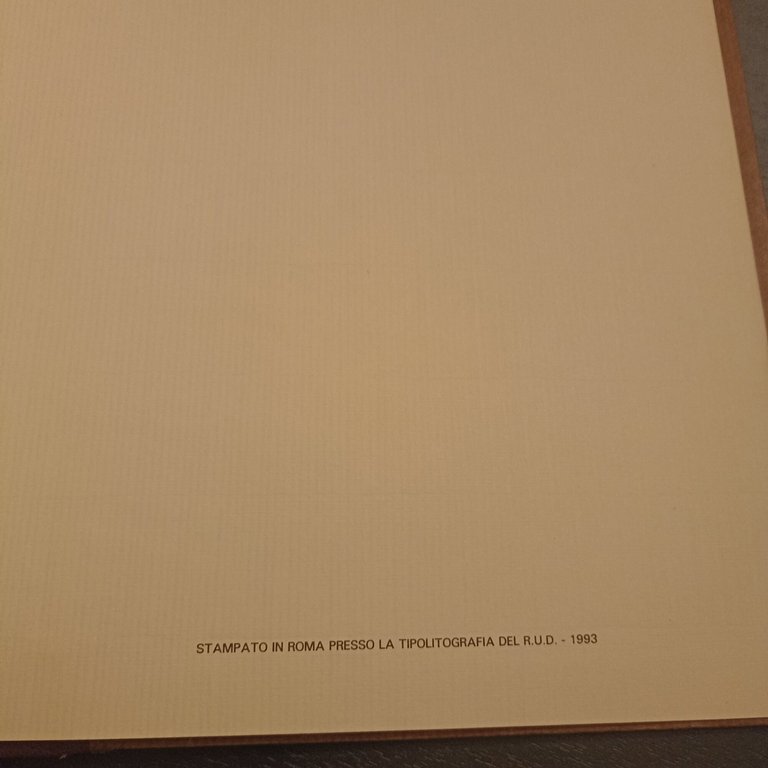 STAMPATO IN ROMA PRESSO LA TIPOLITOGRAFIA DEL R.U.D. - 1993